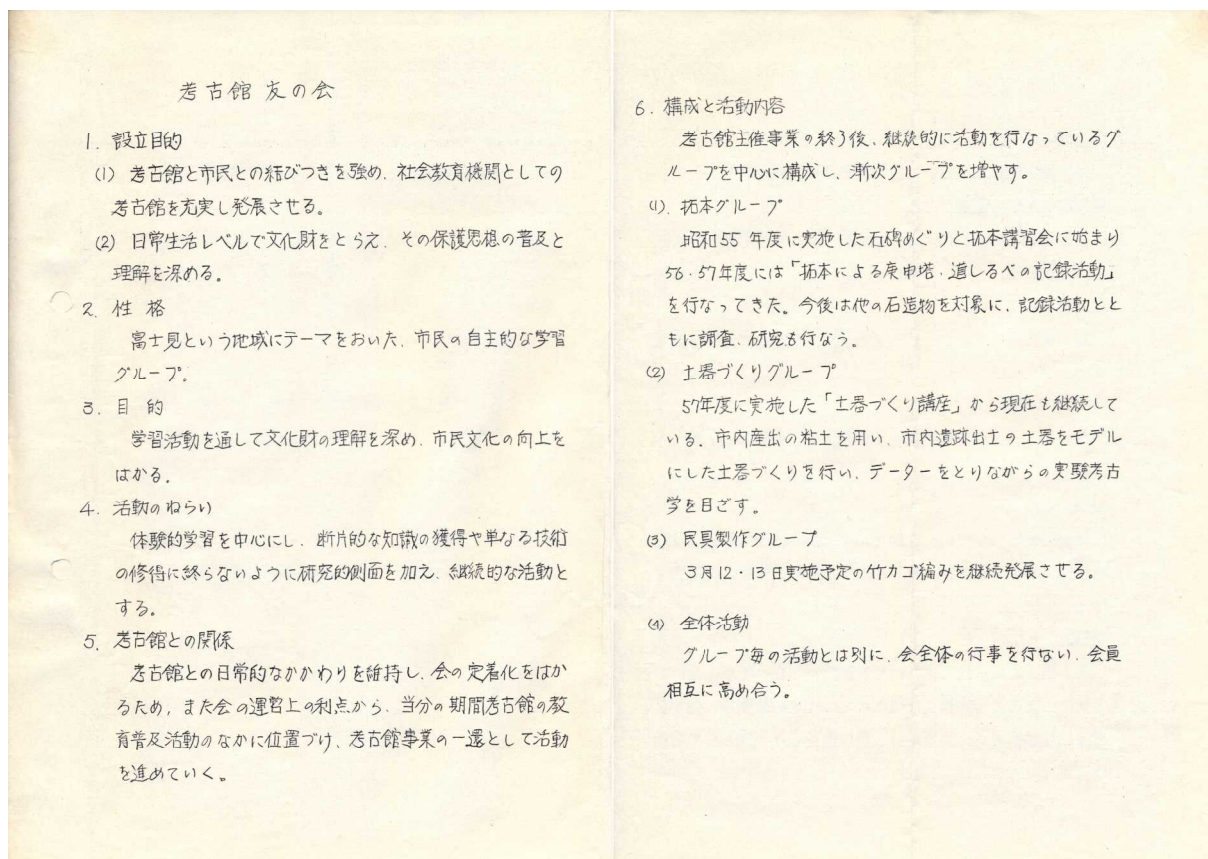 考古館 友の会
1. 設立目的
(1) 考古館と市民との結びつきを強め、社会教育機関としての
考古館を充実し発展させる。
(2) 日常生活レベルで文化財をとらえ、その保護思想の普及と
理解を深める。
2. 性格
富士見という地域にテーマをおいた、市民の自主的な学習
グループ。
3. 目的
学習活動を通して文化財の理解を深め、市民文化の向上を
はかる。
4. 活動のねらい
体験的学習を中心にし、断片的な知識の獲得や単なる技術
の修得に終らないように研究的側面を加え、継続的な活動と
する。
5. 考古館との関係
考古館との日常的なかかわりを維持し、会の定着化をはか
るため、また会の運営上の利点から、当分の期間考古館の教
育普及活動のなかに位置づけ、考古館事業の一還として活動
を進めていく。
6. 構成と活動内容
考古館主催事業の終う後、継続的に活動を行なっているグ
ループを中心に構成し、漸次グループを増やす。
(1). 拓本グループ
昭和55年度に実施した石碑めぐりと拓本講習会に始まり
56・57年度には「拓本による庚申塔・道しるべの記録活動」
を行なってきた。今後は他の石造物を対象に、記録活動とと
もに調査、研究も行なう。
(2) 土器づくりグループ
57年度に実施した「土器づくり講座」から現在も継続して
いる。市内産出の粘土を用い、市内遺跡出土の土器をモデル
にした土器づくりを行い、データーをとりながらの実験考古
学を目ざす。
(3) 民具製作グループ
3月12・13日実施予定の竹カゴ編みを継続発展させる。
(4) 全体活動
グループ毎の活動とは別に、会全体の行事を行ない、会員
相互に高め合う。